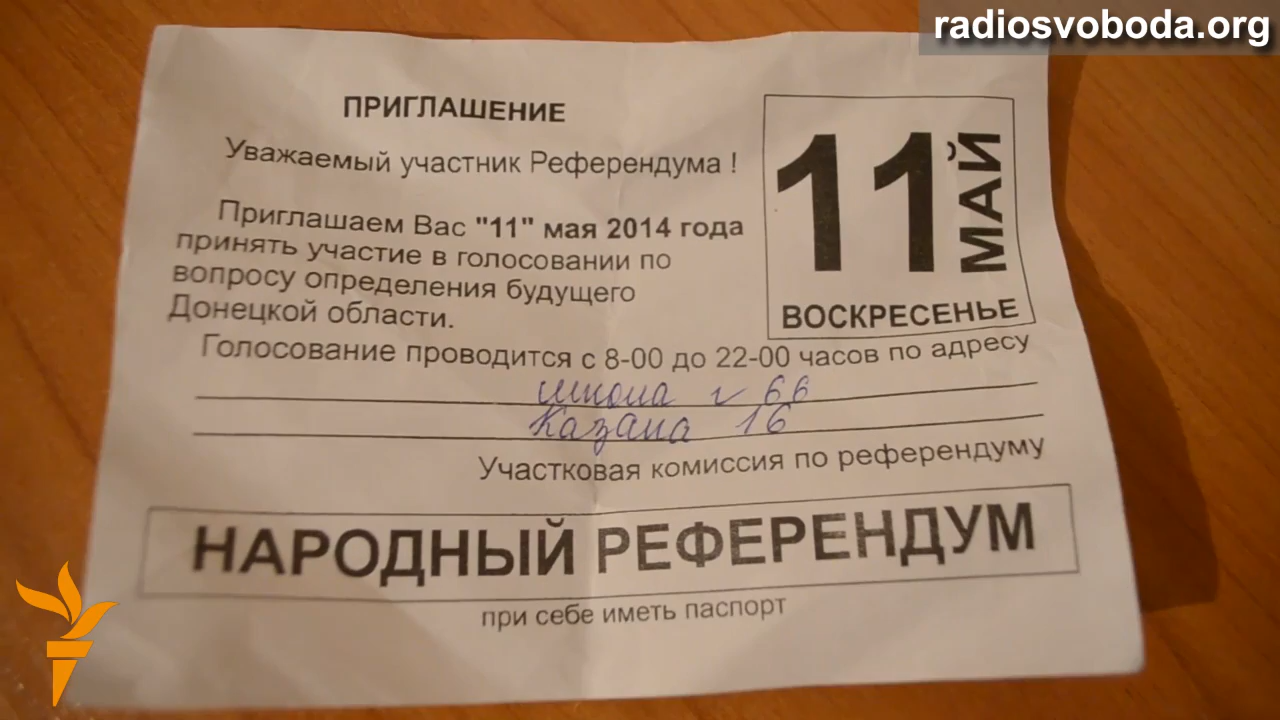 radiosvoboda.org
ПРИГЛАШЕНИЕ
Уважаемый участник Референдума !
Приглашаем Вас "11" мая 2014 года
принять участие в голосовании по
вопросу определения будущего
Донецкой области.
11 МАЙ
ВОСКРЕСЕНЬЕ
Голосование проводится с 8-00 до 22-00 часов по адресу
школа 66
16
Участковая комиссия по референдуму
НАРОДНЫЙ РЕФЕРЕНДУМ
при себе иметь паспорт